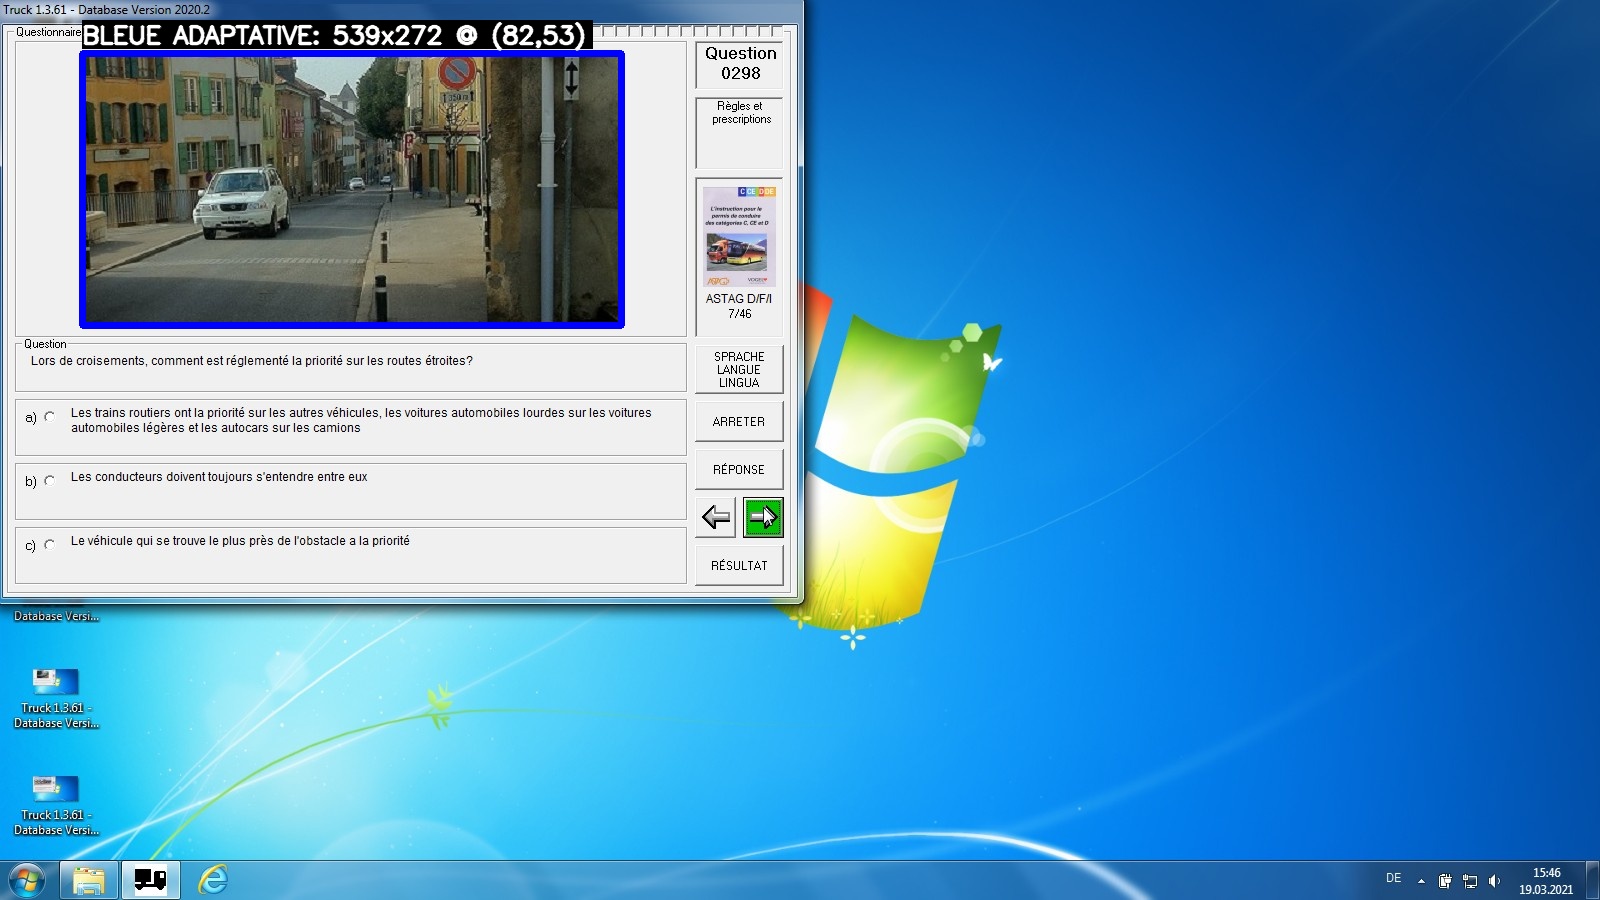 Truck 1.3.61 - Database Version 2020.2
Questionnaire
BLEUE ADAPTATIVE: 539x272 @ (82,53)
Question
0298
Règles et
prescriptions
C CE D DE
L'instruction pour le
permis de conduire
des catégories C, CE et D
ASTAG D/F/I
7/46
Question
Lors de croisements, comment est réglementé la priorité sur les routes étroites?
a)
Les trains routiers ont la priorité sur les autres véhicules, les voitures automobiles lourdes sur les voitures
automobiles légères et les autocars sur les camions
b)
Les conducteurs doivent toujours s'entendre entre eux
c)
Le véhicule qui se trouve le plus près de l'obstacle a la priorité
SPRACHE
LANGUE
LINGUA
ARRETER
RÉPONSE
RÉSULTAT
Database Versi...
Truck 1.3.61 -
Database Versi...
Truck 1.3.61 -
Database Versi...
DE
15:46
19.03.2021